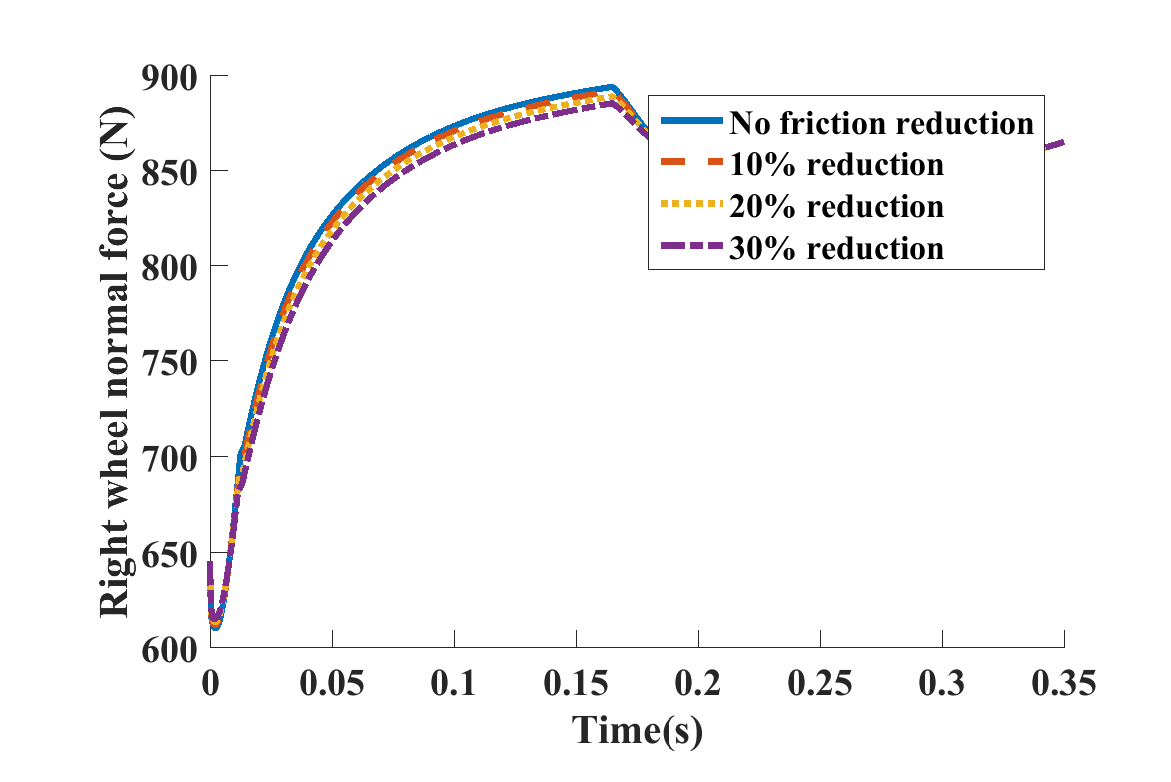 Right wheel normal force (N)
900
850
800
750
700
650
600
0
0.05
0.1
0.15
0.2
0.25
0.3
0.35
Time(s)
No friction reduction
10% reduction
20% reduction
30% reduction